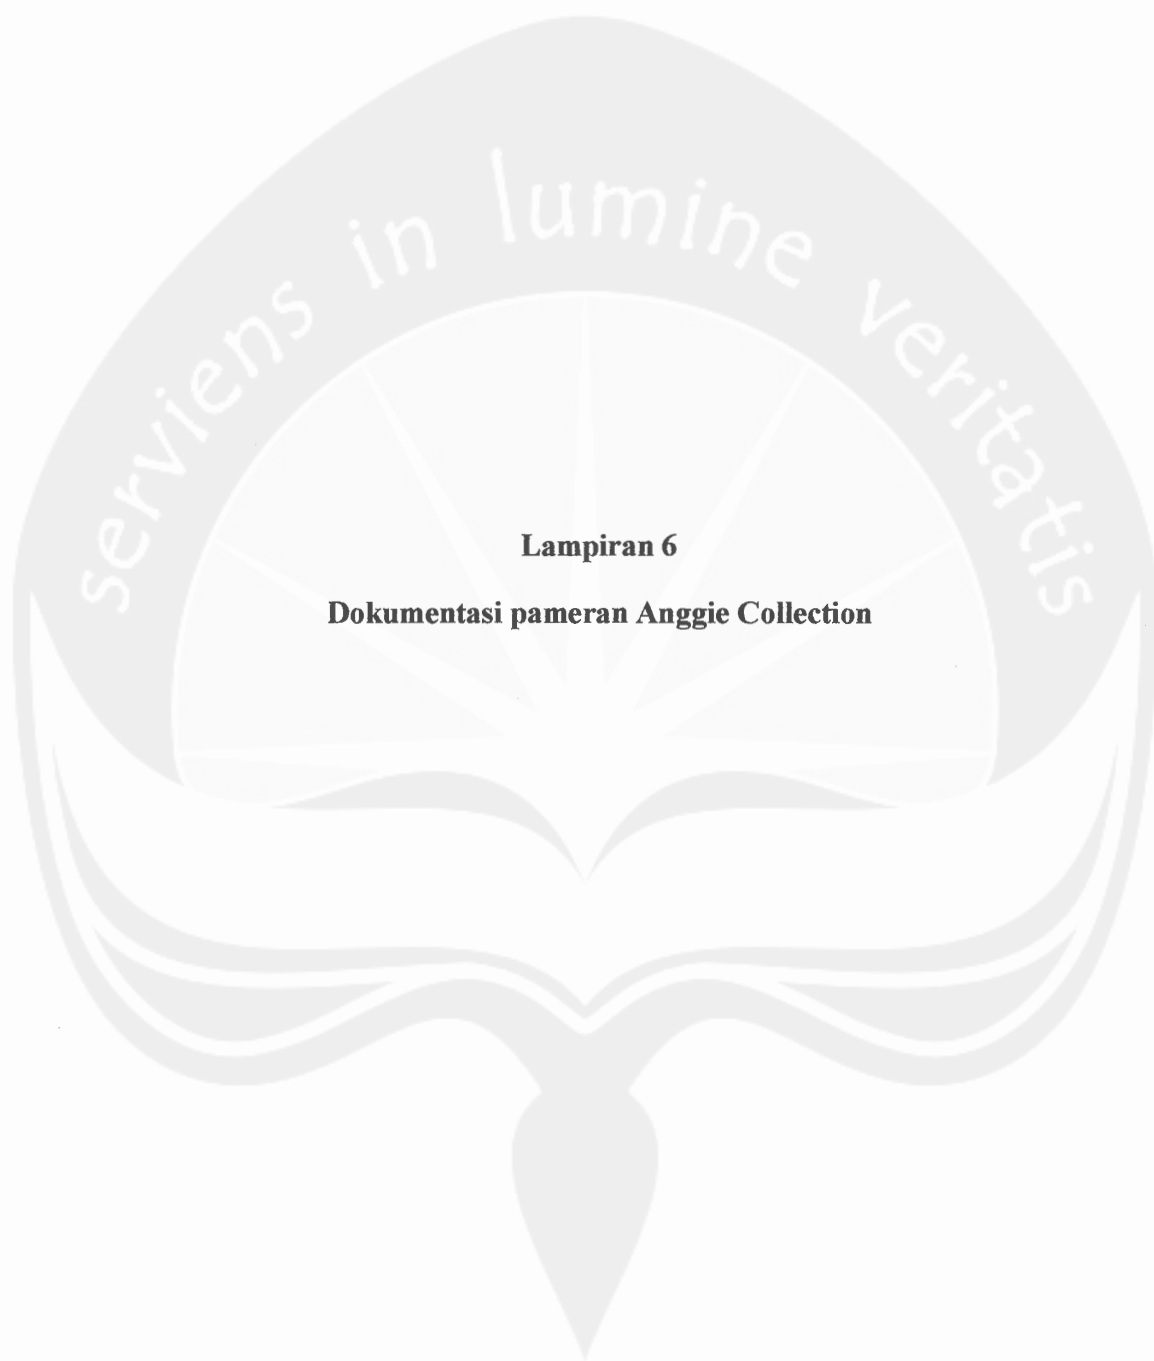 serviens in lumine veritatis
Lampiran 6
Dokumentasi pameran Anggie Collection